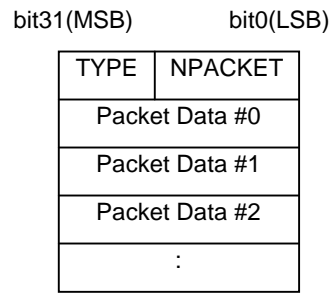 bit31(MSB) bit0(LSB)
TYPE NPACKET
Packet Data #0
Packet Data #1
Packet Data #2
: